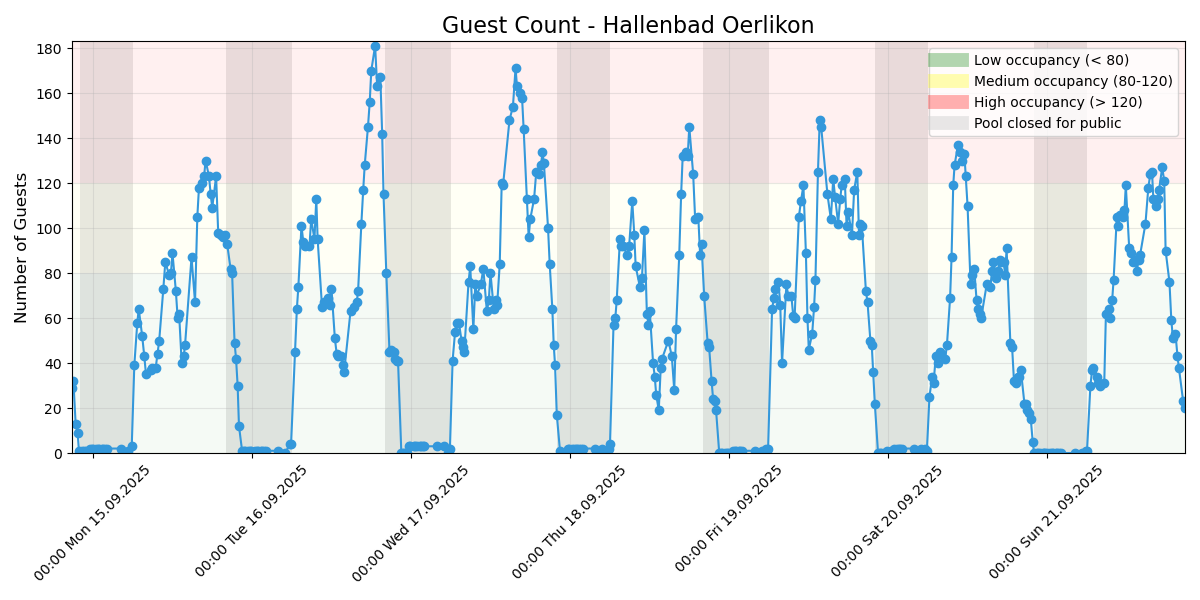 Guest Count - Hallenbad Oerlikon
Number of Guests
180
160
140
120
100
80
60
40
20
0
Low occupancy (< 80)
Medium occupancy (80-120)
High occupancy (> 120)
Pool closed for public
00:00 Mon 15.09.2025
00:00 Tue 16.09.2025
00:00 Wed 17.09.2025
00:00 Thu 18.09.2025
00:00 Fri 19.09.2025
00:00 Sat 20.09.2025
00:00 Sun 21.09.2025